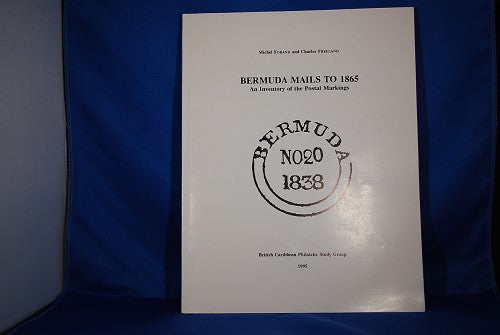 Michel FORAND and Charles FREELAND
BERMUDA MAILS TO 1865
An Inventory of the Postal Markings
BERMUDA
NO20
1838
British Caribbean Philatelic Study Group
1995